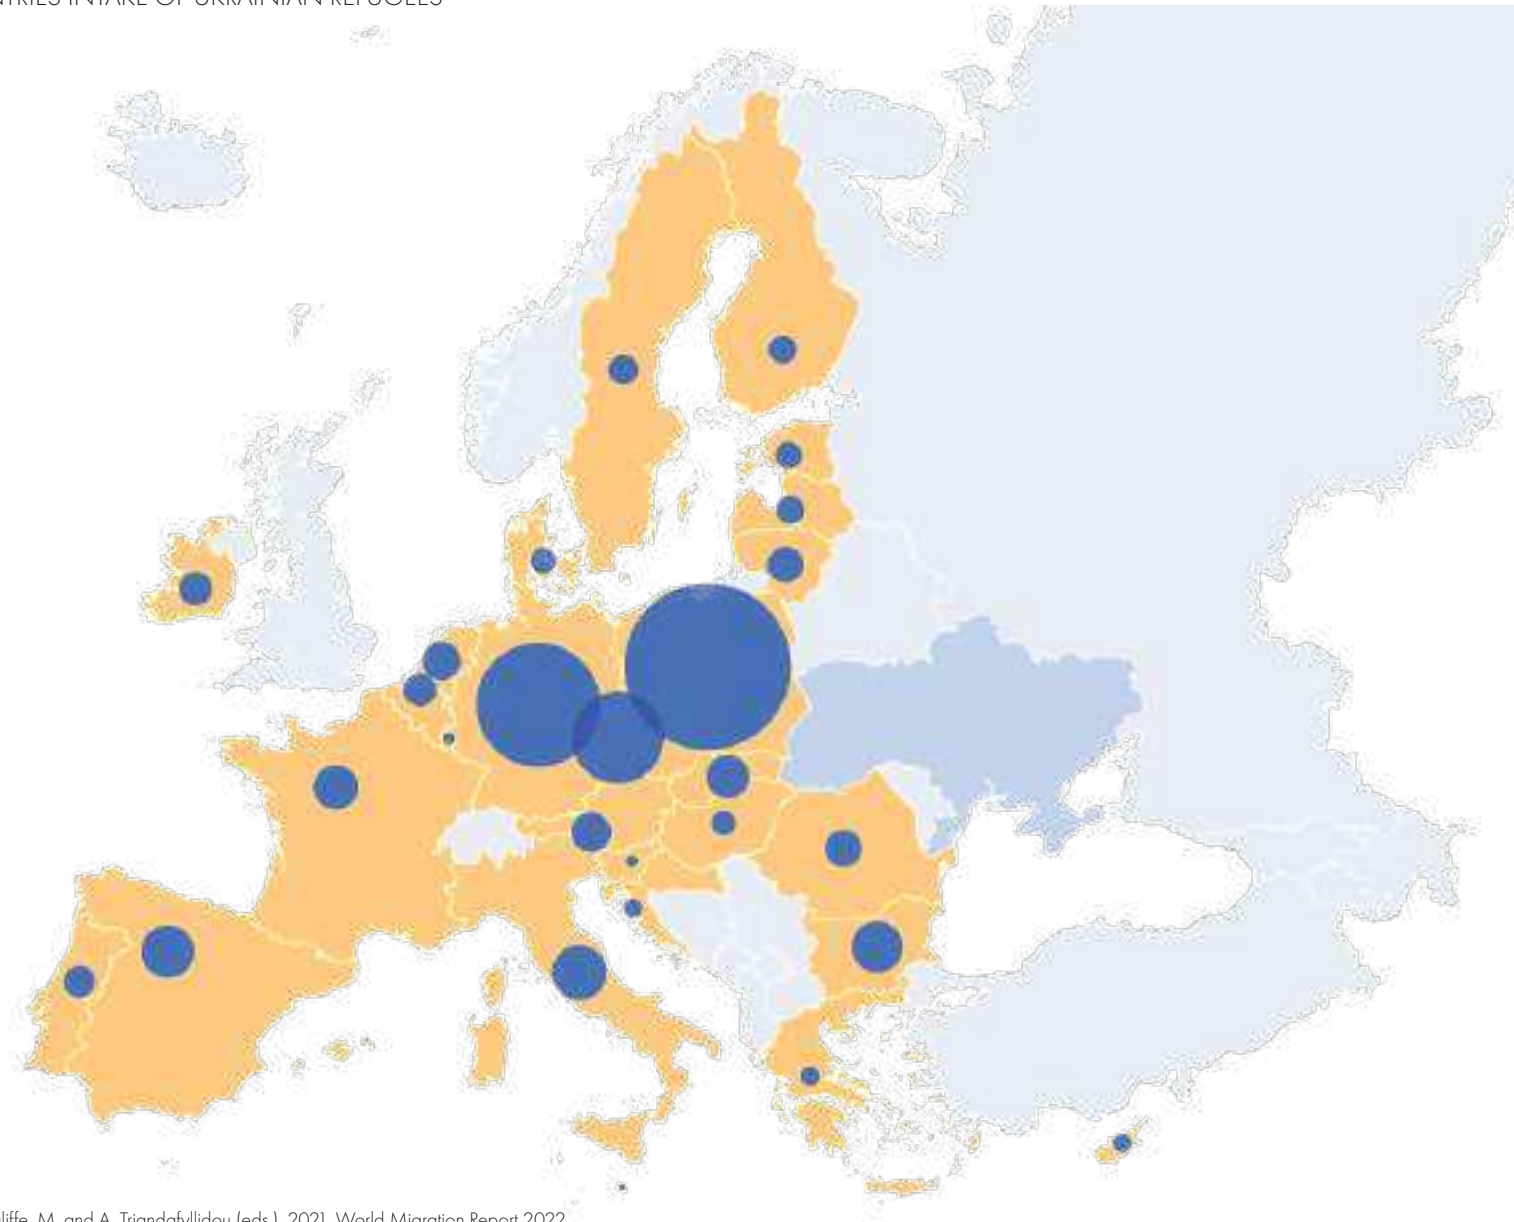 INTAKE OF UKRAINIAN REFUGEES
M. and A. Triandafyllidou (eds.), 2021. World Migration Report 2022